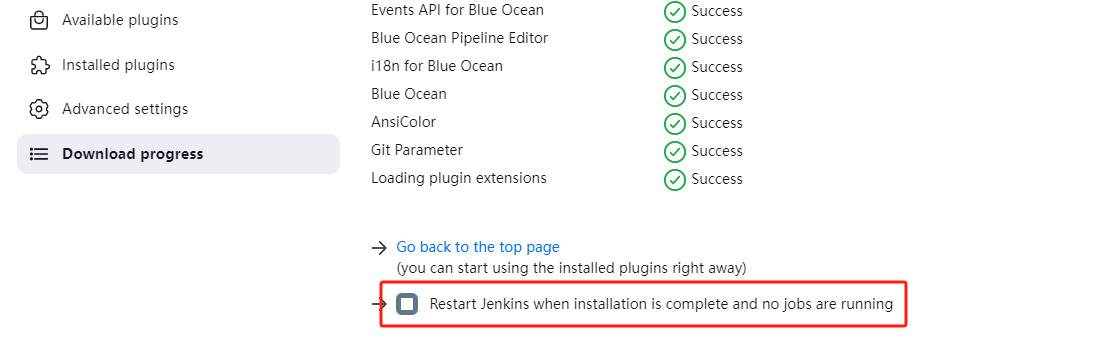 Available plugins
Installed plugins
Advanced settings
Download progress
Events API for Blue Ocean Success
Blue Ocean Pipeline Editor Success
i18n for Blue Ocean Success
Blue Ocean Success
AnsiColor Success
Git Parameter Success
Loading plugin extensions Success
Go back to the top page
(you can start using the installed plugins right away)
Restart Jenkins when installation is complete and no jobs are running